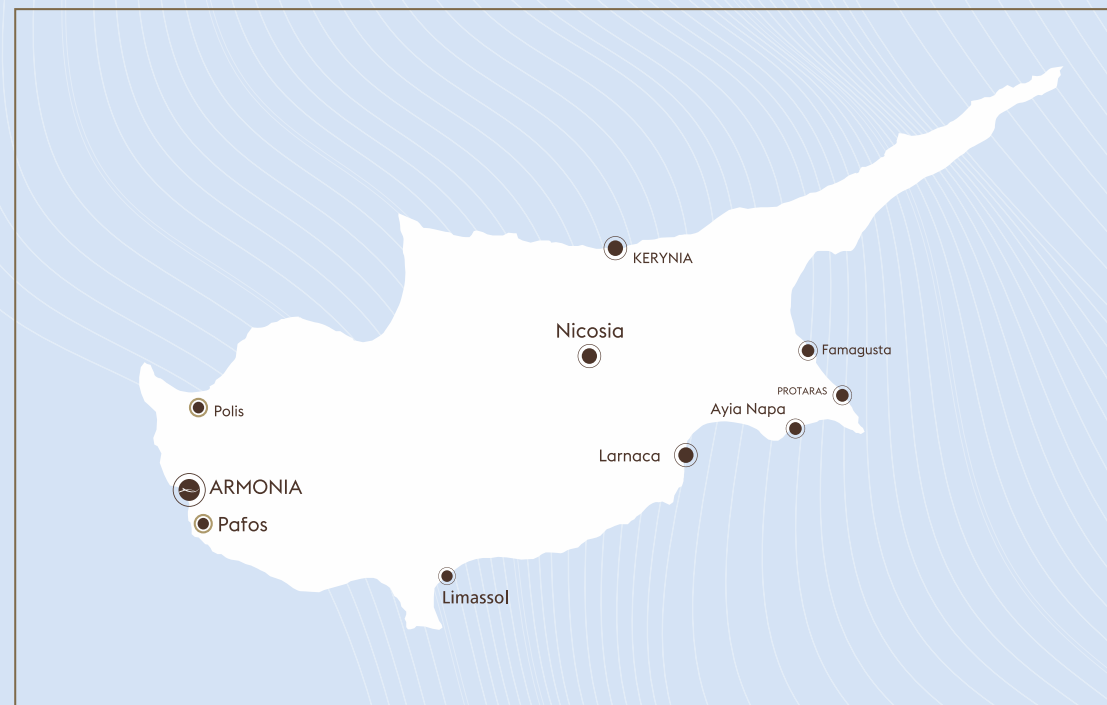 KERYNIA
Nicosia
Famagusta
PROTARAS
Ayia Napa
Polis
Larnaca
ARMONIA
Pafos
Limassol